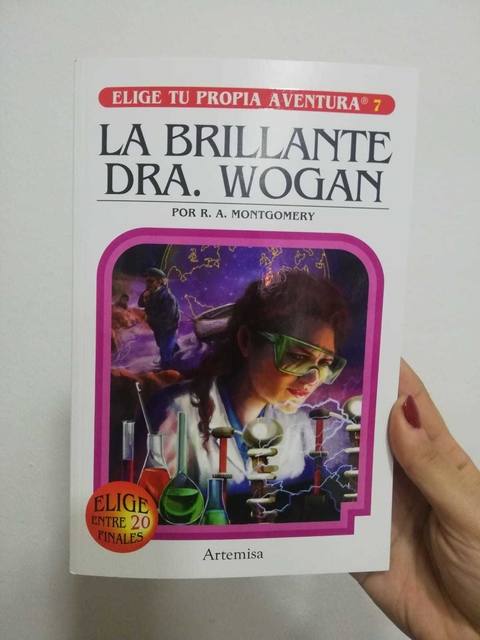 ELIGE TU PROPIA AVENTURA® 7
LA BRILLANTE
DRA. WOGAN
POR R. A. MONTGOMERY
ELIGE
ENTRE 20
FINALES
Artemisa